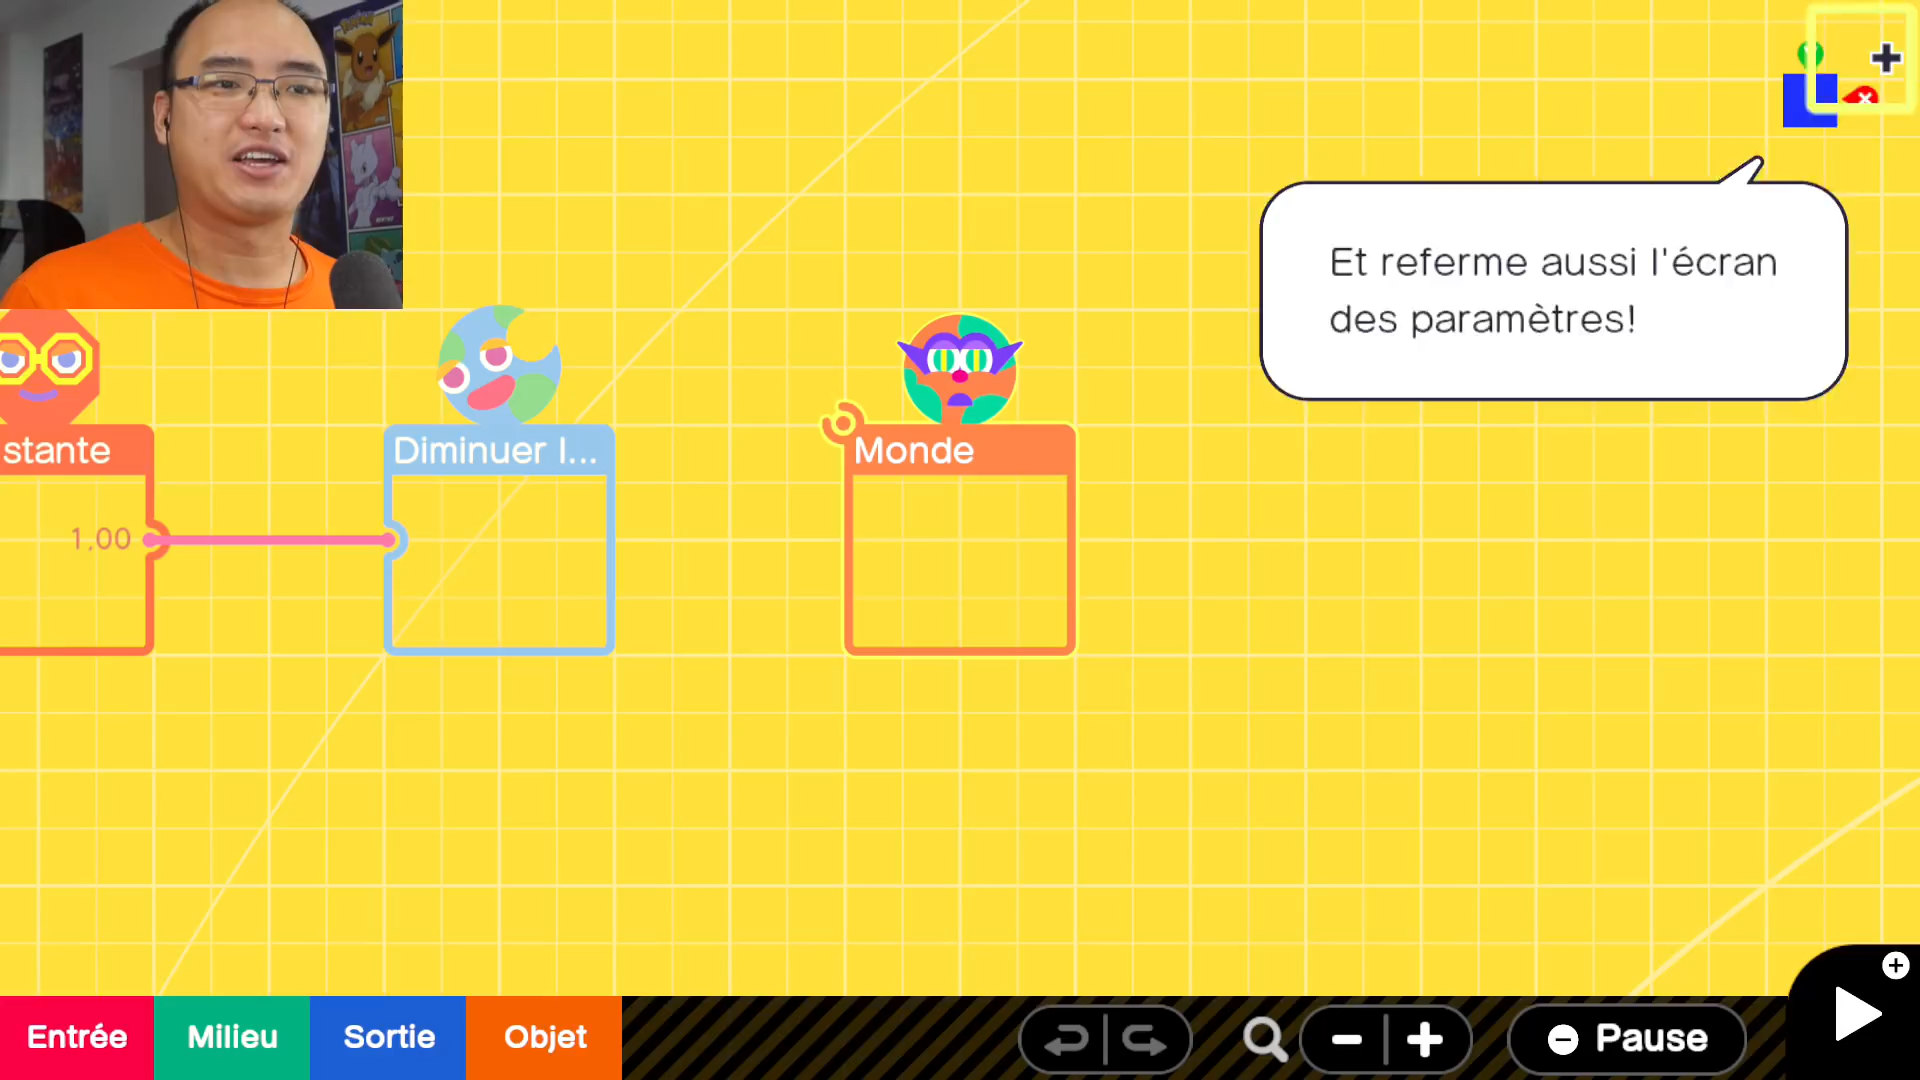 Et referme aussi l'écran
des paramètres!
stante
Diminuer l...
Monde
1,00
Entrée
Milieu
Sortie
Objet
Pause